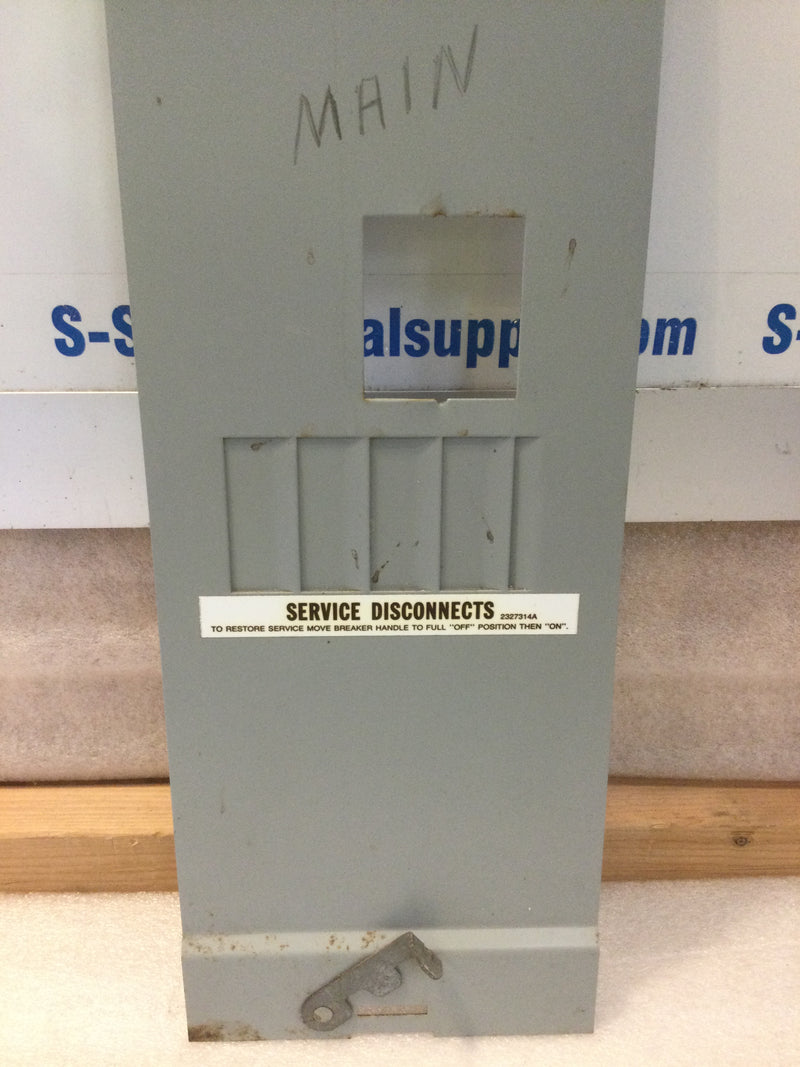 MAIN
S-S alsupp om S-
SERVICE DISCONNECTS 2327314A
TO RESTORE SERVICE MOVE BREAKER HANDLE TO FULL "OFF" POSITION THEN "ON".